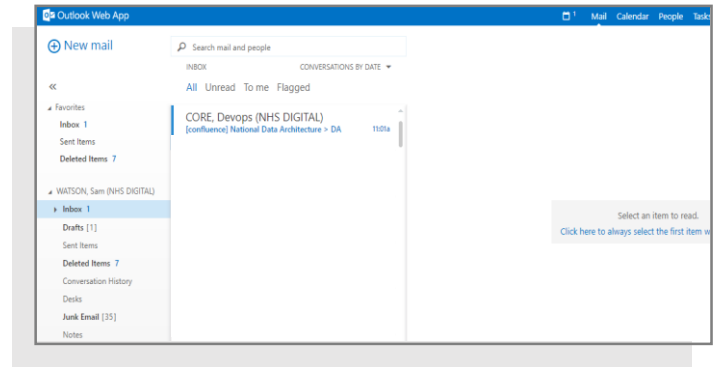 Outlook Web App
1 Mail Calendar People Tasks
New mail
Search mail and people
INBOX CONVERSATIONS BY DATE
«
All Unread To me Flagged
Favorites
Inbox 1
Sent Items
Deleted Items 7
CORE, Devops (NHS DIGITAL)
[confluence] National Data Architecture > DA 11:01a
WATSON, Sam (NHS DIGITAL)
Inbox 1
Drafts [1]
Sent Items
Deleted Items 7
Conversation History
Desks
Junk Email [35]
Notes
Select an item to read.
Click here to always select the first item w